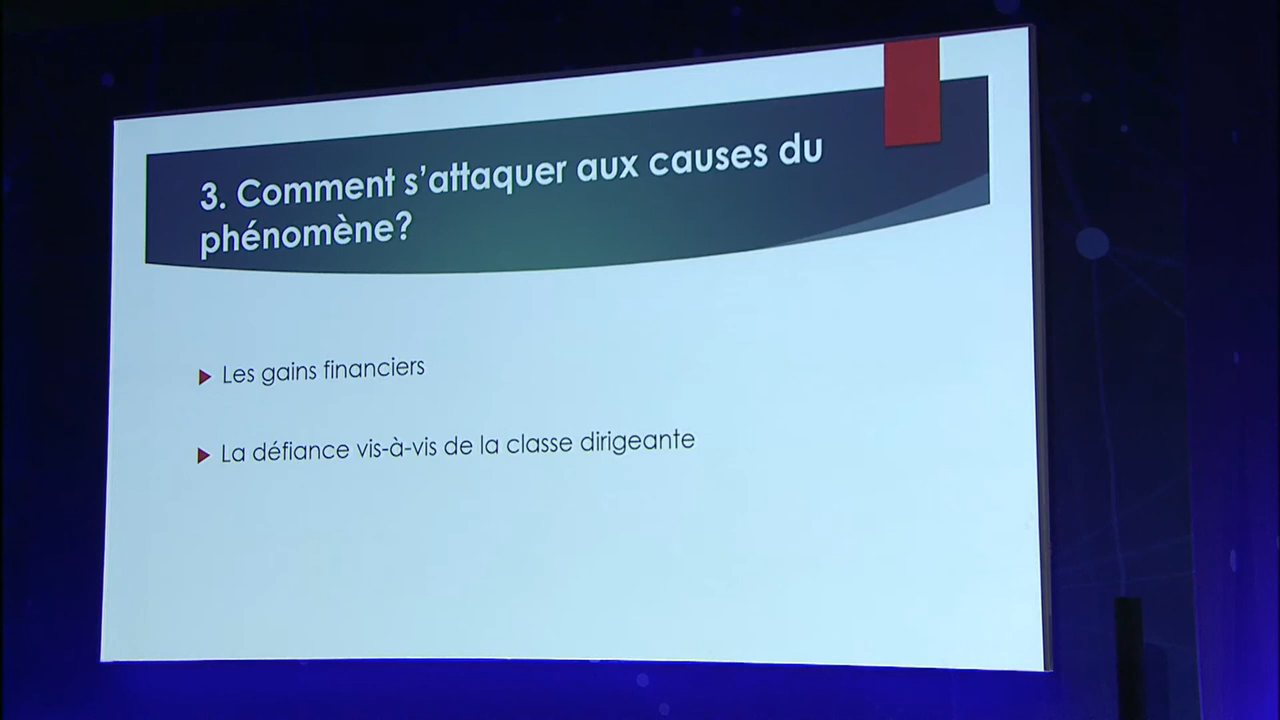 3. Comment s'attaquer aux causes du
phénomène?
Les gains financiers
La défiance vis-à-vis de la classe dirigeante